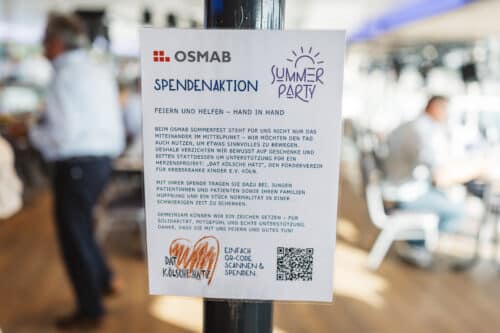 OSMAB
SUMMER
PARTY
SPENDENAKTION
FEIERN UND HELFEN – HAND IN HAND
BEIM OSMAB SOMMERFEST STEHT FÜR UNS NICHT NUR DAS
MITEINANDER IM MITTELPUNKT – WIR MÖCHTEN DEN TAG
AUCH NUTZEN, UM ETWAS SINNVOLLES ZU BEWEGEN.
DESHALB VERZICHTEN WIR BEWUSST AUF GESCHENKE UND
BITTEN STATTDESSEN UM UNTERSTÜTZUNG FÜR EIN
HERZENSPROJEKT: „DAT KÖLSCHE HÄTZ“, DEN FÖRDERVEREIN
FÜR KREBSKRANKE KINDER E.V. KÖLN.
MIT IHRER SPENDE TRAGEN SIE DAZU BEI, JUNGEN
PATIENTINNEN UND PATIENTEN SOWIE IHREN FAMILIEN
HOFFNUNG UND EIN STÜCK NORMALITÄT IN EINER
SCHWIERIGEN ZEIT ZU SCHENKEN.
GEMEINSAM KÖNNEN WIR EIN ZEICHEN SETZEN – FÜR
SOLIDARITÄT, MITGEFÜHL UND ECHTE UNTERSTÜTZUNG.
DANKE, DASS SIE MIT UNS FEIERN UND GUTES TUN!
DAT
KÖLSCHE HÄTZ
EINFACH
QR-CODE
SCANNEN &
SPENDEN.